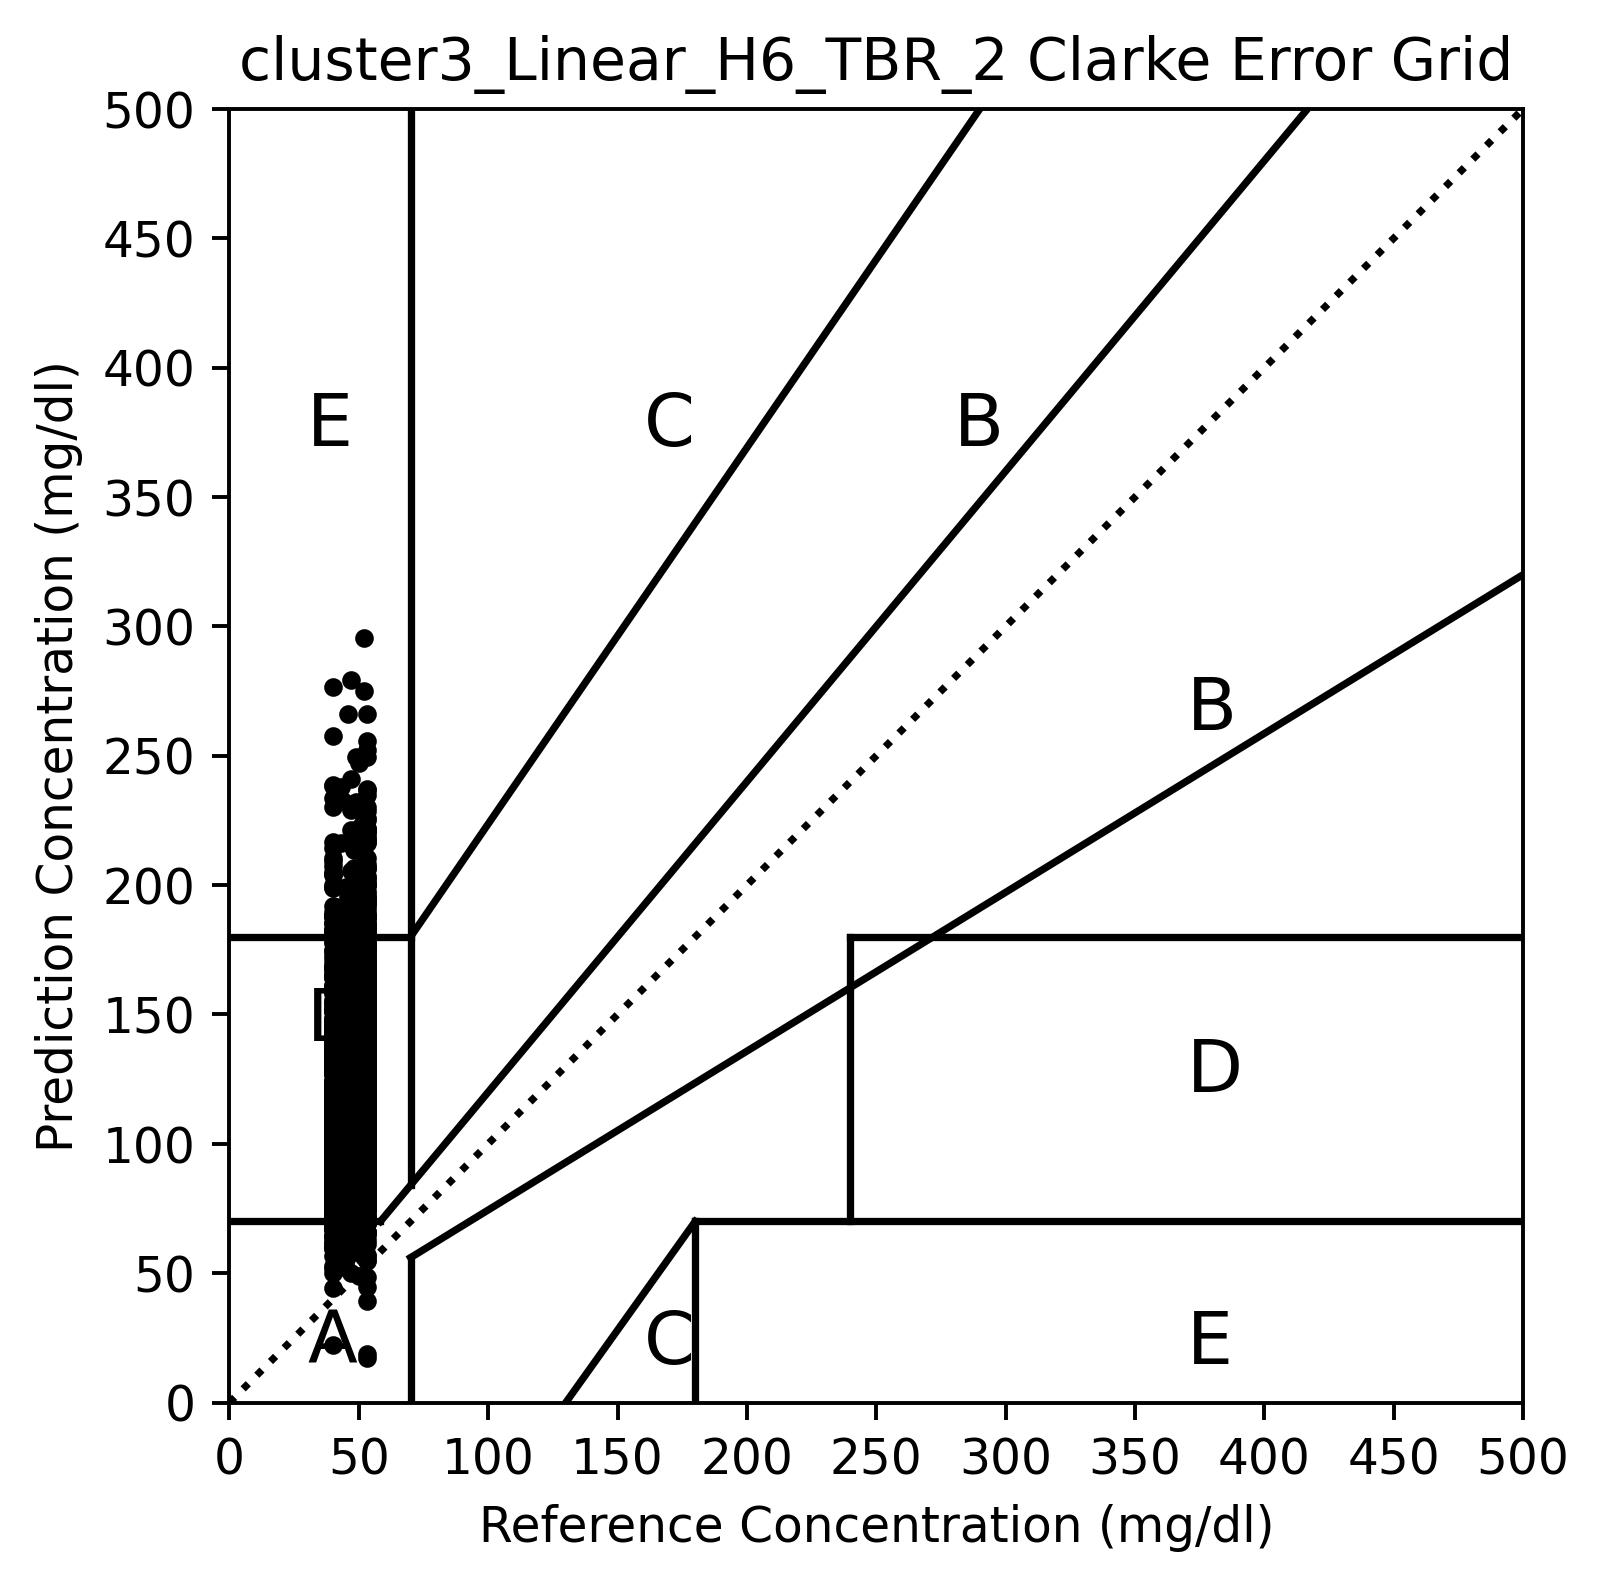 cluster3_Linear_H6_TBR_2 Clarke Error Grid
500
450
400
350
300
250
200
150
100
50
0
Prediction Concentration (mg/dl)
E
C
B
B
D
A
C
E
0 50 100 150 200 250 300 350 400 450 500
Reference Concentration (mg/dl)